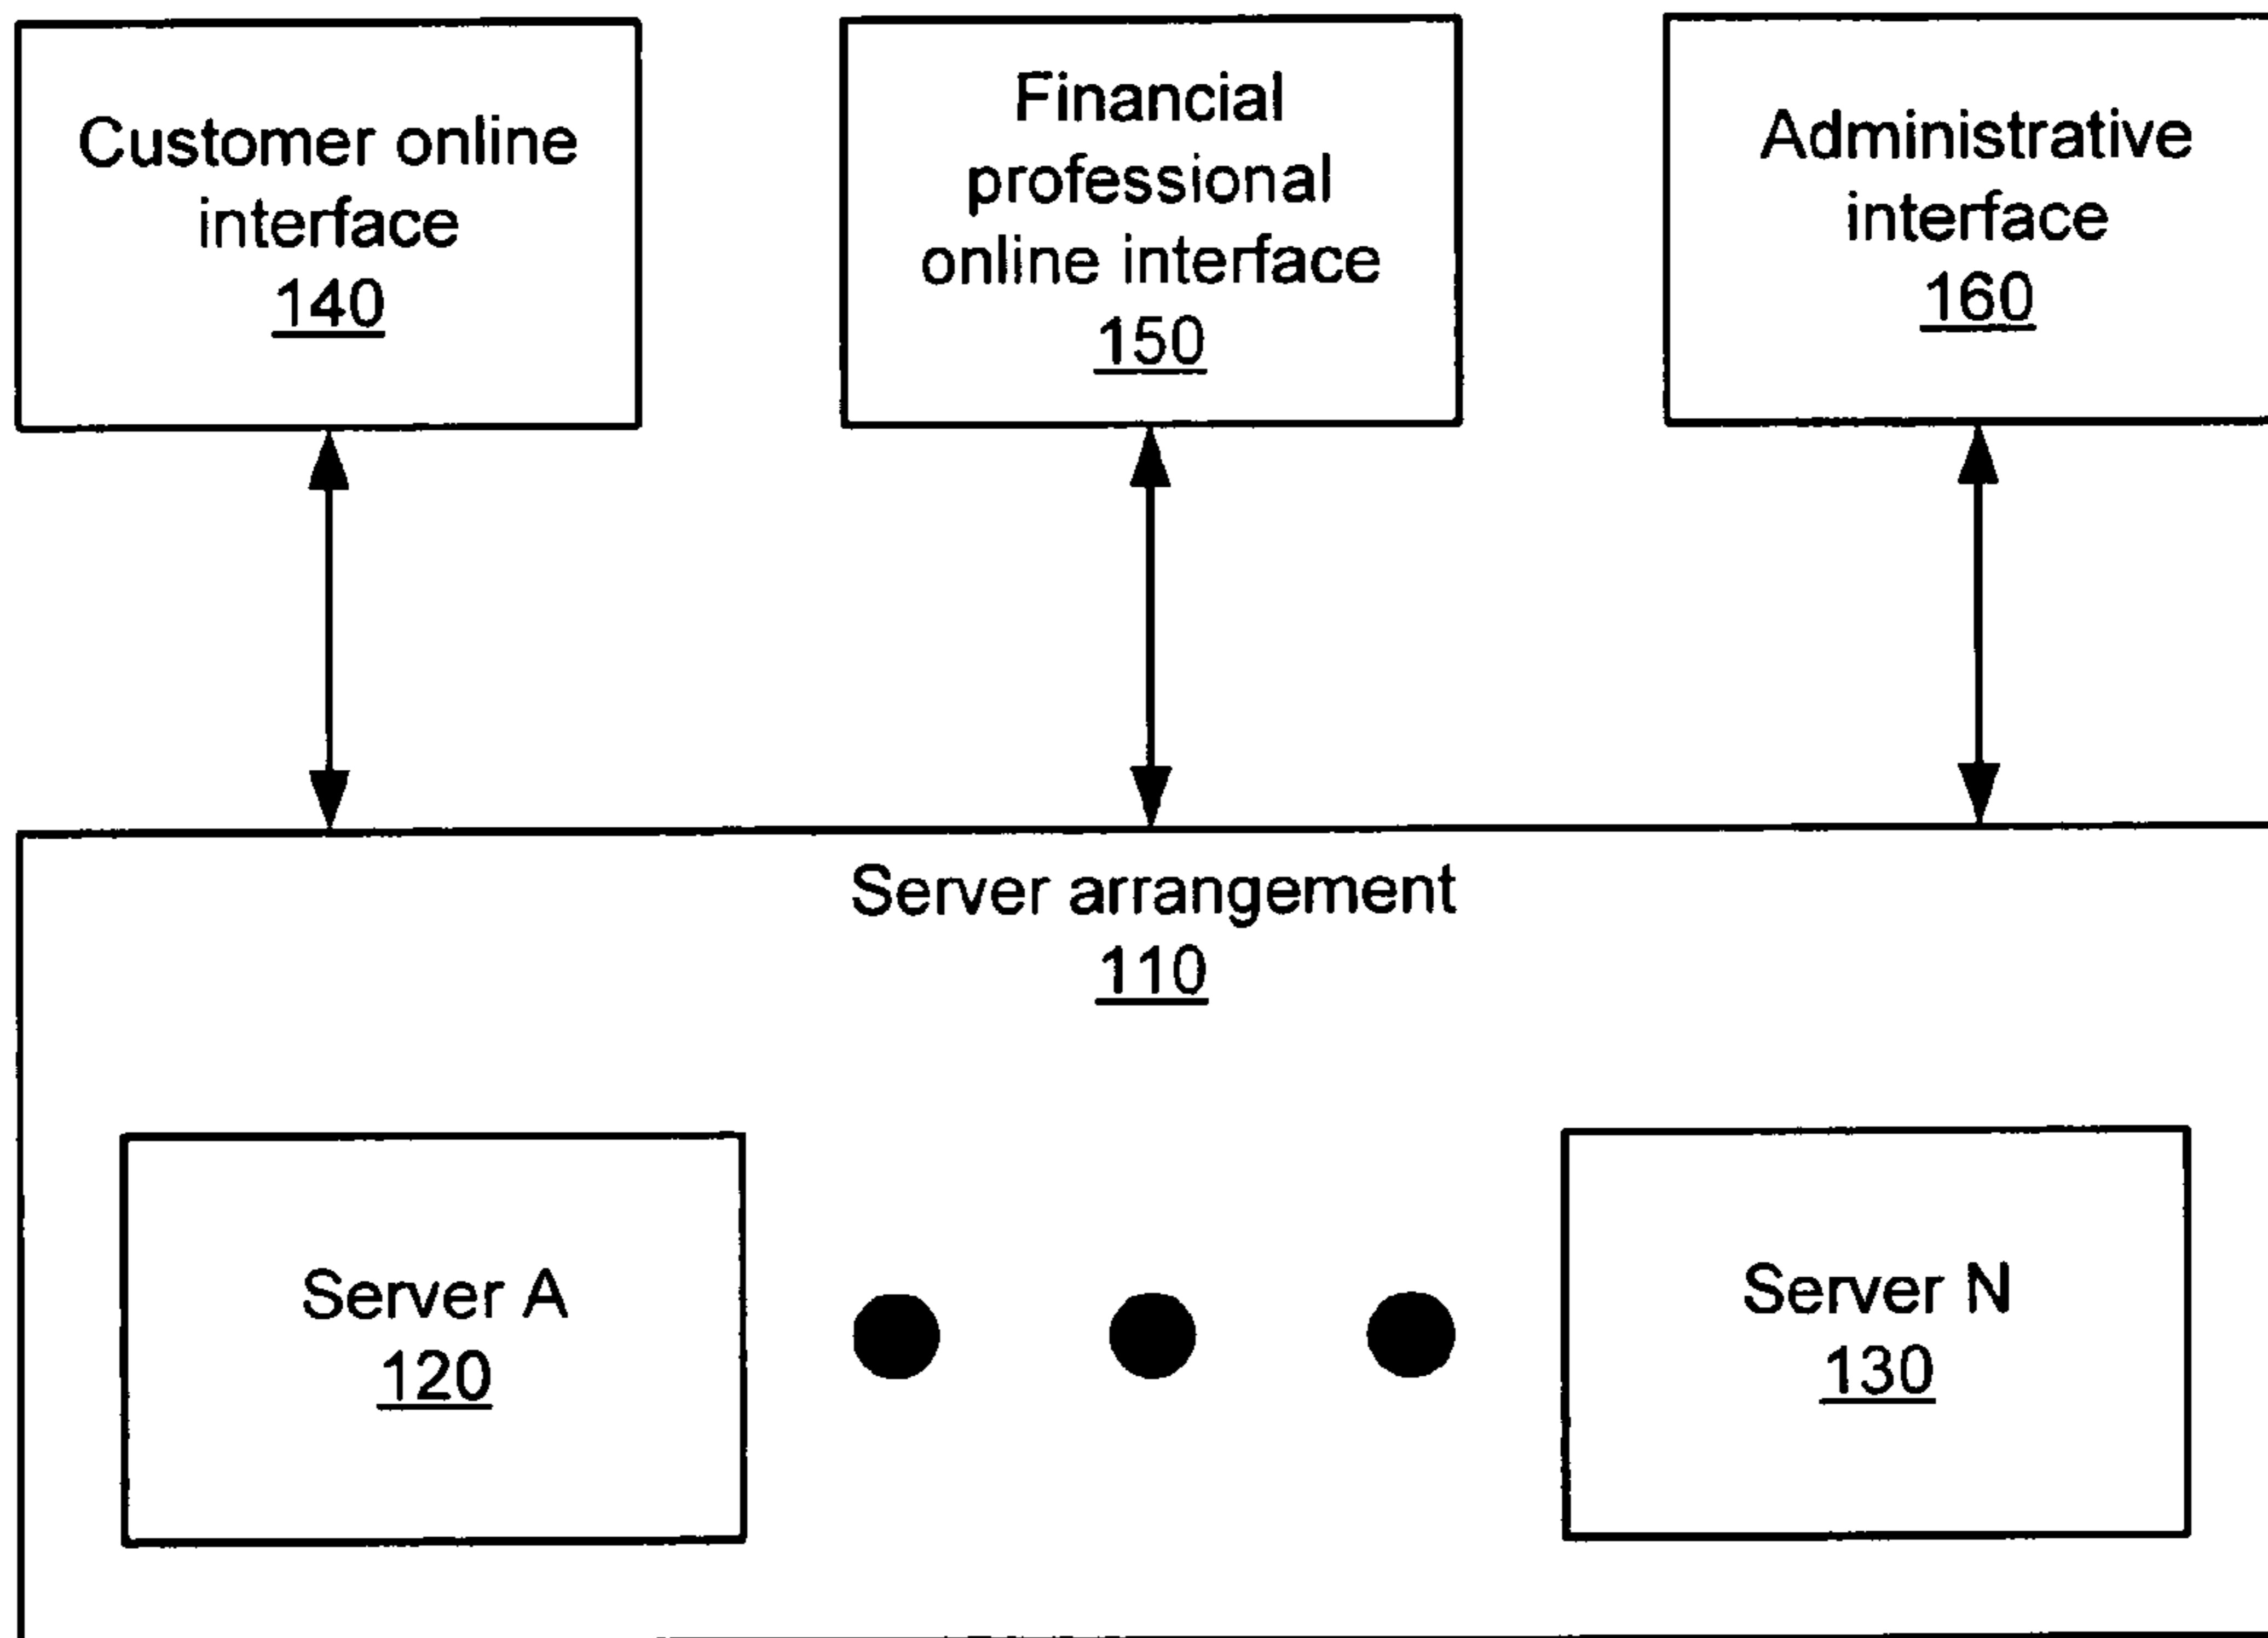 Customer online
interface
140
Financial
professional
online interface
150
Administrative
interface
160
Server arrangement
110
Server A
120
Server N
130